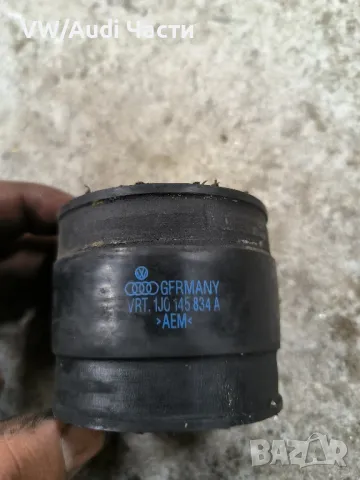 VW/Audi Части
GERMANY
VRT. 1J0 145 834 A
>AEM<
BAZAR